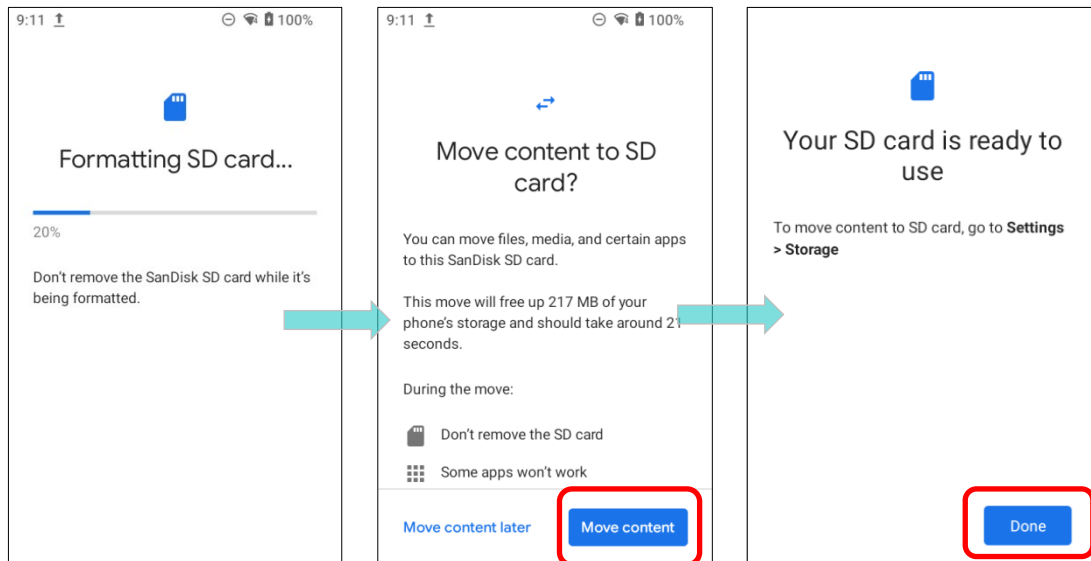 9:11
100%
Formatting SD card...
20%
Don't remove the SanDisk SD card while it's
being formatted.
9:11
100%
Move content to SD
card?
You can move files, media, and certain apps
to this SanDisk SD card.
This move will free up 217 MB of your
phone's storage and should take around 21
seconds.
During the move:
Don't remove the SD card
Some apps won't work
Move content later
Move content
Your SD card is ready to
use
To move content to SD card, go to Settings
> Storage
Done